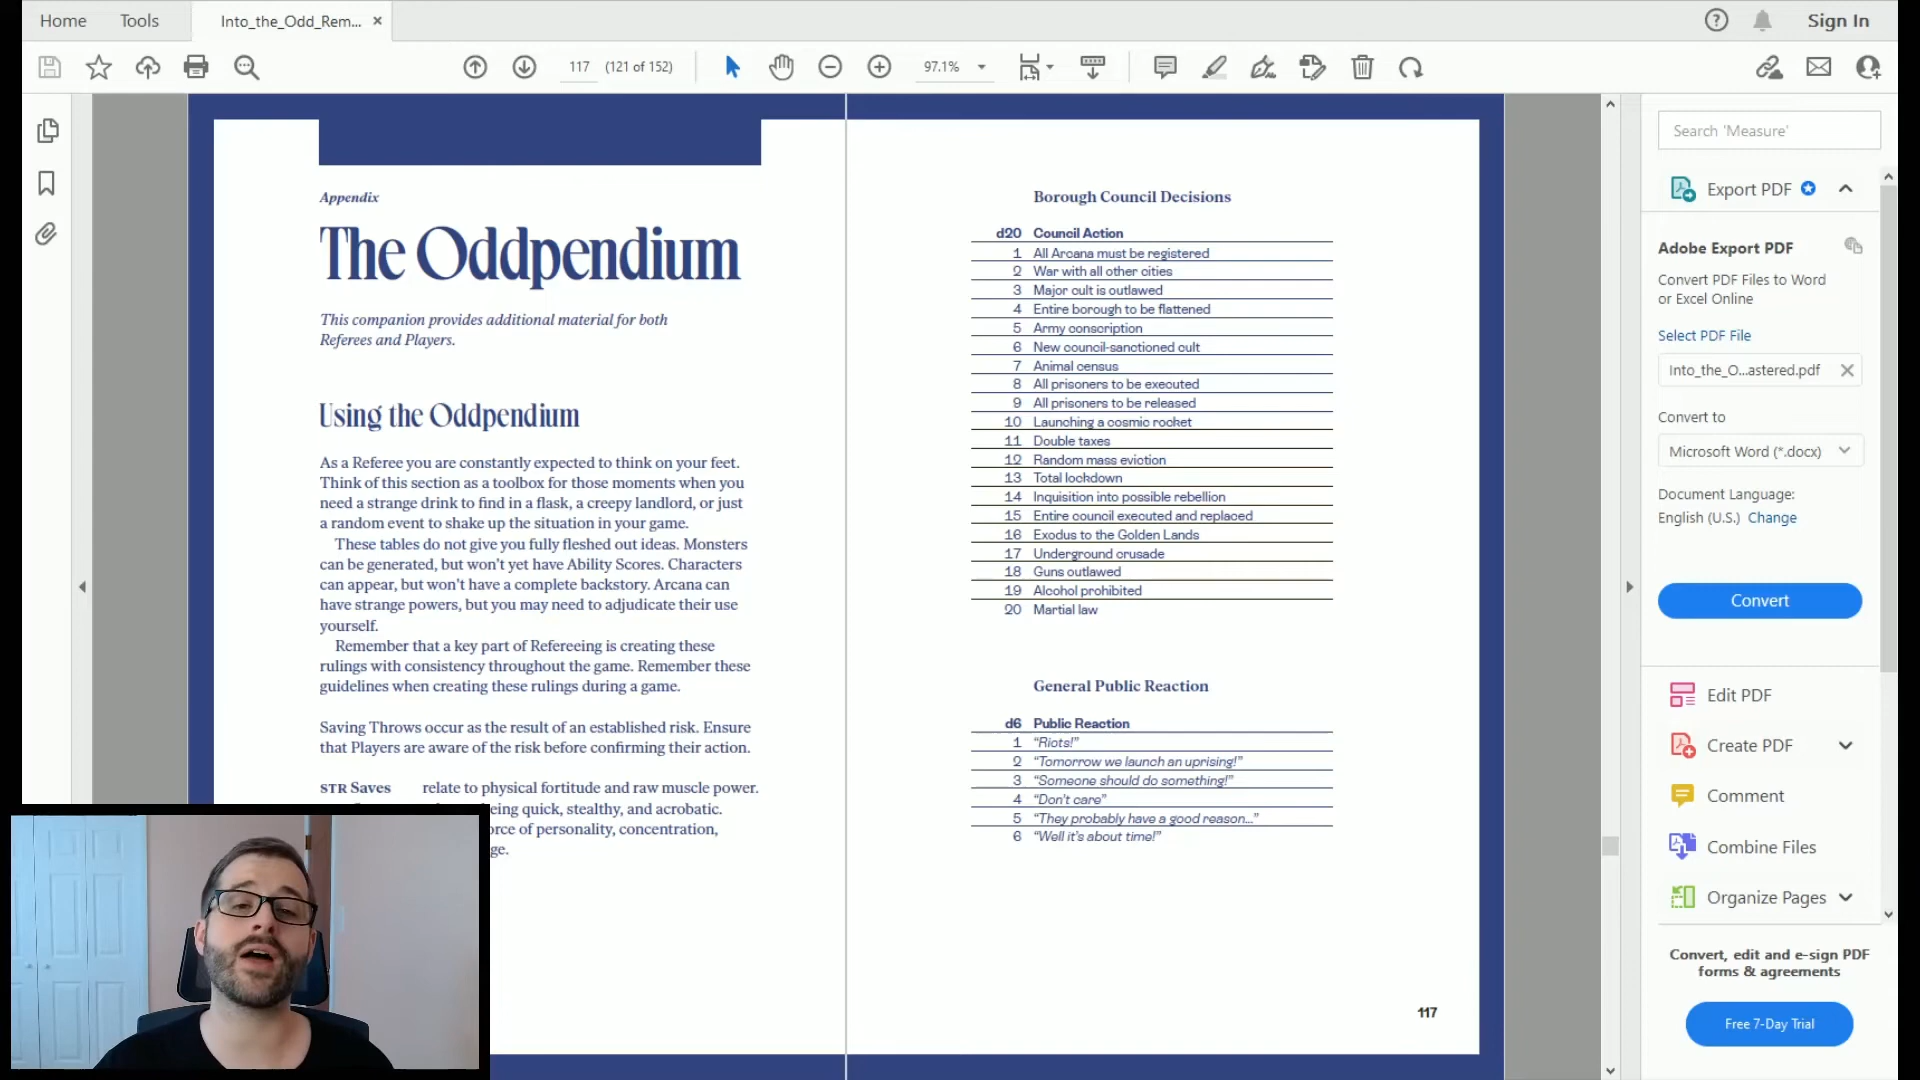 Home
Tools
Into_the_Odd_Rem...
Sign In
117
(121 of 152)
97.1%
Appendix
The Oddpendium
This companion provides additional material for both
Referees and Players.
Using the Oddpendium
As a Referee you are constantly expected to think on your feet.
Think of this section as a toolbox for those moments when you
need a strange drink to find in a flask, a creepy landlord, or just
a random event to shake up the situation in your game.
These tables do not give you fully fleshed out ideas. Monsters
can be generated, but won't yet have Ability Scores. Characters
can appear, but won't have a complete backstory. Arcana can
have strange powers, but you may need to adjudicate their use
yourself.
Remember that a key part of Refereeing is creating these
rulings with consistency throughout the game. Remember these
guidelines when creating these rulings during a game.
Saving Throws occur as the result of an established risk. Ensure
that Players are aware of the risk before confirming their action.
STR Saves relate to physical fortitude and raw muscle power.
quick, stealthy, and acrobatic.
of personality, concentration,
Borough Council Decisions
d20 Council Action
1 All Arcana must be registered
2 War with all other cities
3 Major cult is outlawed
4 Entire borough to be flattened
5 Army conscription
6 New council-sanctioned cult
7 Animal census
8 All prisoners to be executed
9 All prisoners to be released
10 Launching a cosmic rocket
11 Double taxes
12 Random mass eviction
13 Total lockdown
14 Inquisition into possible rebellion
15 Entire council executed and replaced
16 Exodus to the Golden Lands
17 Underground crusade
18 Guns outlawed
19 Alcohol prohibited
20 Martial law
General Public Reaction
d6 Public Reaction
1 "Riots!"
2 "Tomorrow we launch an uprising!"
3 "Someone should do something!"
4 "Don't care"
5 "They probably have a good reason..."
6 "Well it's about time!"
117
Search 'Measure'
Export PDF
Adobe Export PDF
Convert PDF Files to Word
or Excel Online
Select PDF File
Into_the_O...astered.pdf
Convert to
Microsoft Word (*.docx)
Document Language:
English (U.S.) Change
Convert
Edit PDF
Create PDF
Comment
Combine Files
Organize Pages
Convert, edit and e-sign PDF
forms & agreements
Free 7-Day Trial